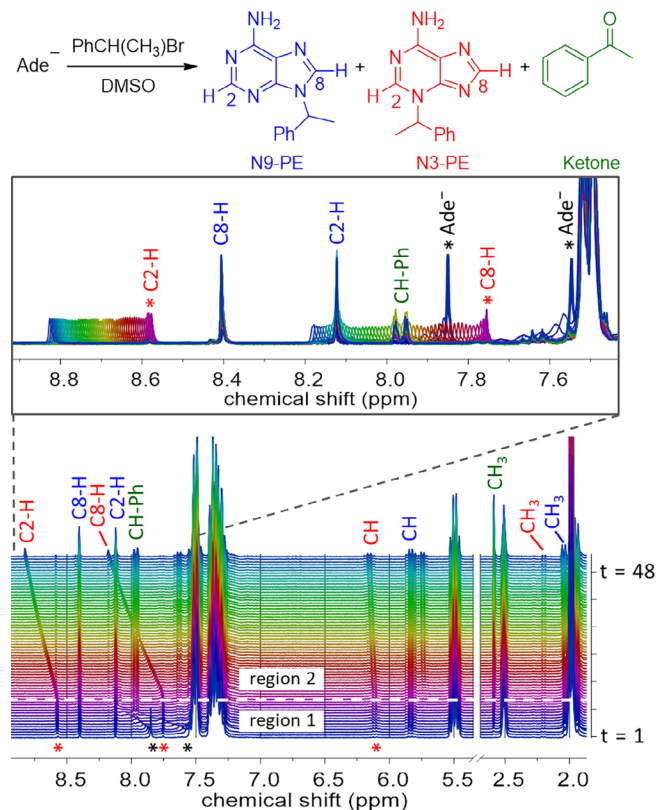 Ade⁻ PhCH(CH₃)Br
DMSO
NH₂ N N N N H 2 8 H Ph
+
NH₂ N N N N H 2 8 H Ph
+
O
N9-PE N3-PE Ketone
* C2-H C8-H C2-H CH-Ph * Ade⁻ * C8-H * Ade⁻
8.8 8.6 8.4 8.2 8.0 7.8 7.6
chemical shift (ppm)
C2-H C8-H C8-H C2-H CH-Ph CH CH CH₃ CH₃ CH₃
t = 48
region 2
region 1
t = 1
* * * * *
8.5 8.0 7.5 7.0 6.5 6.0 5.5 2.5 2.0
chemical shift (ppm)